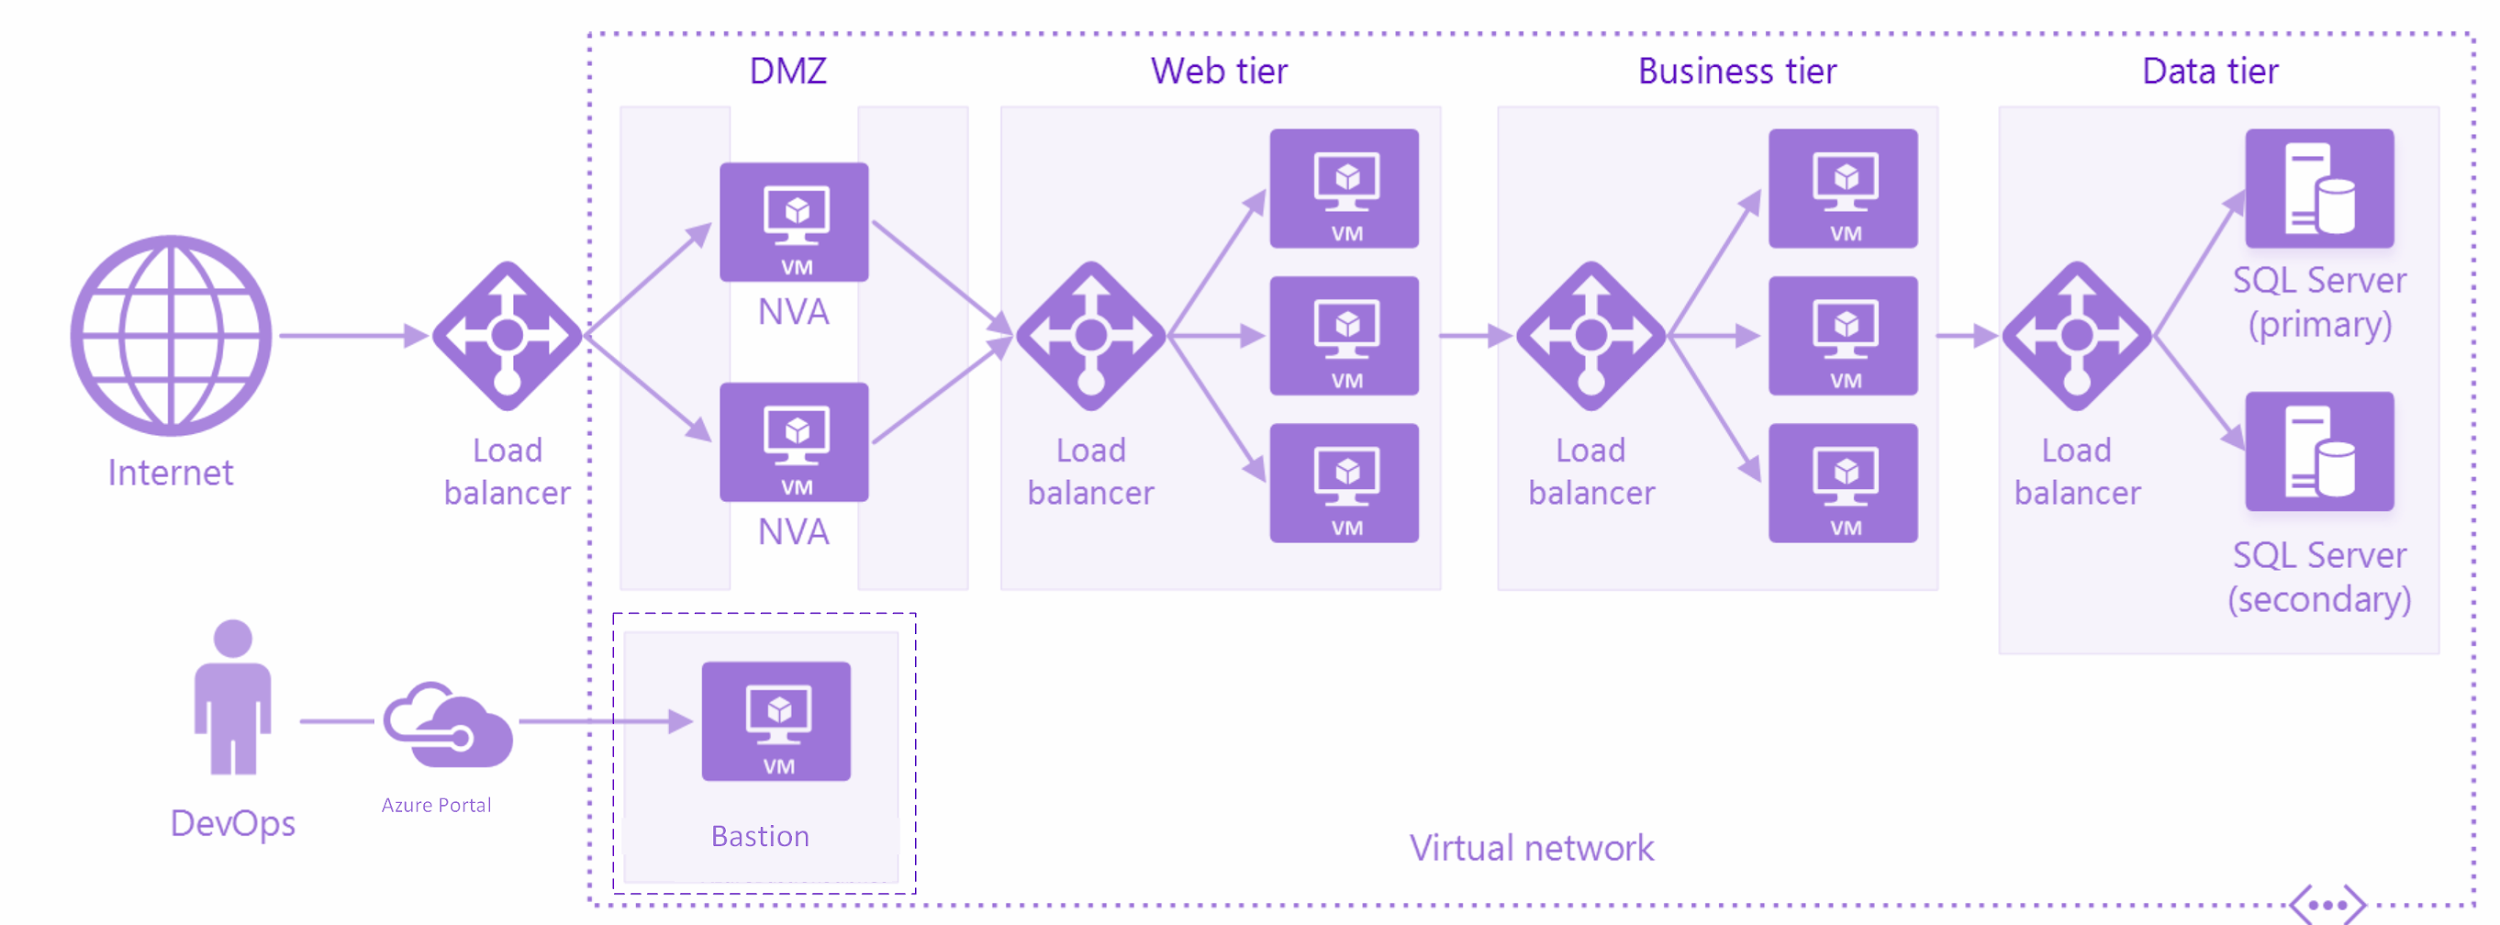 DMZ
Web tier
Business tier
Data tier
VM
NVA
VM
NVA
VM
VM
VM
VM
VM
VM
SQL Server
(primary)
SQL Server
(secondary)
Internet
Load
balancer
Load
balancer
Load
balancer
Load
balancer
DevOps
Azure Portal
VM
Bastion
Virtual network